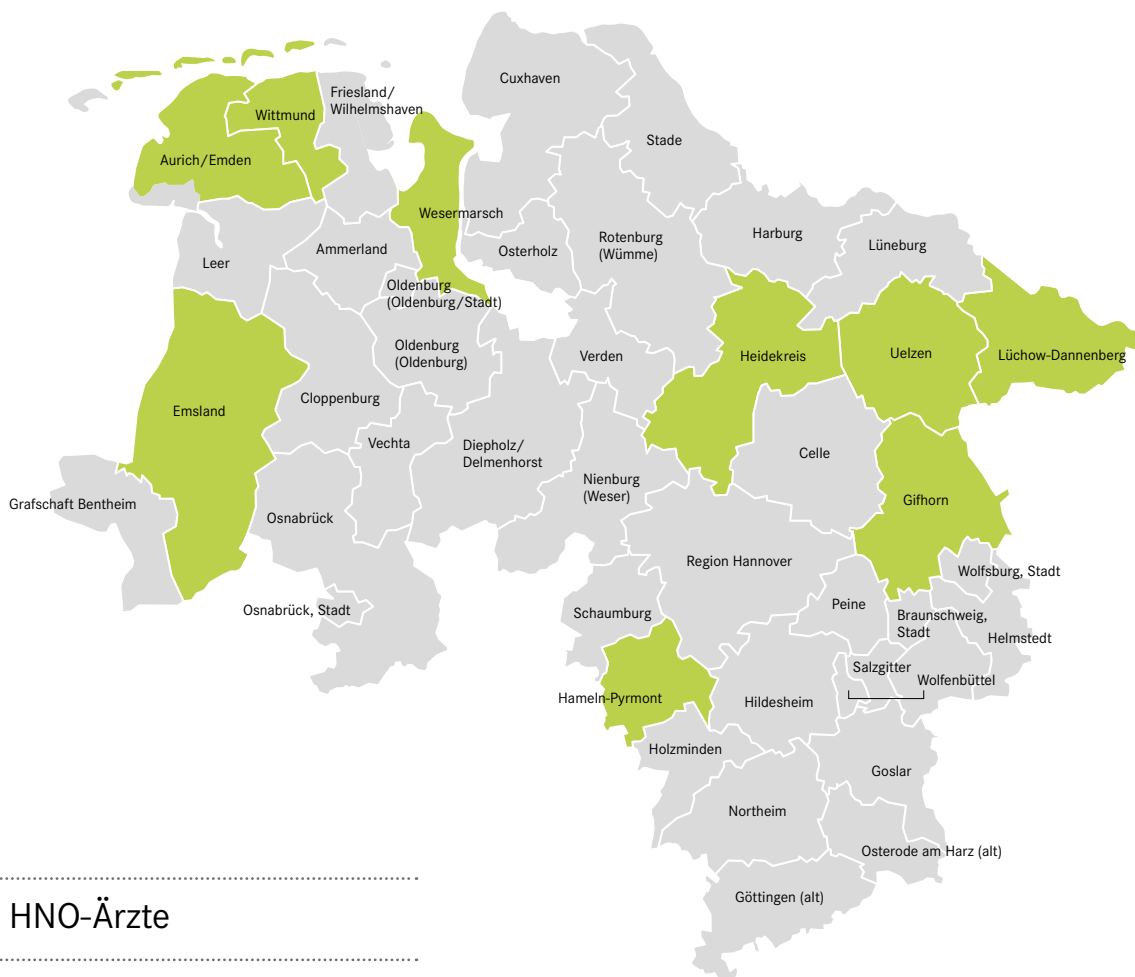 Cuxhaven
Friesland/
Wilhelmshaven
Wittmund
Stade
Aurich/Emden
Wesermarsch
Harburg
Lüneburg
Ammerland
Osterholz
Rotenburg
(Wümme)
Leer
Oldenburg
(Oldenburg/Stadt)
Oldenburg
(Oldenburg)
Verden
Heidekreis
Uelzen
Lüchow-Dannenberg
Emsland
Cloppenburg
Vechta
Diepholz/
Delmenhorst
Celle
Nienburg
(Weser)
Gifhorn
Grafschaft Bentheim
Osnabrück
Region Hannover
Wolfsburg, Stadt
Osnabrück, Stadt
Schaumburg
Peine
Braunschweig,
Stadt
Helmstedt
Salzgitter
Wolfenbüttel
Hameln-Pyrmont
Hildesheim
Holzminden
Goslar
Northeim
Osterode am Harz (alt)
Göttingen (alt)
HNO-Ärzte